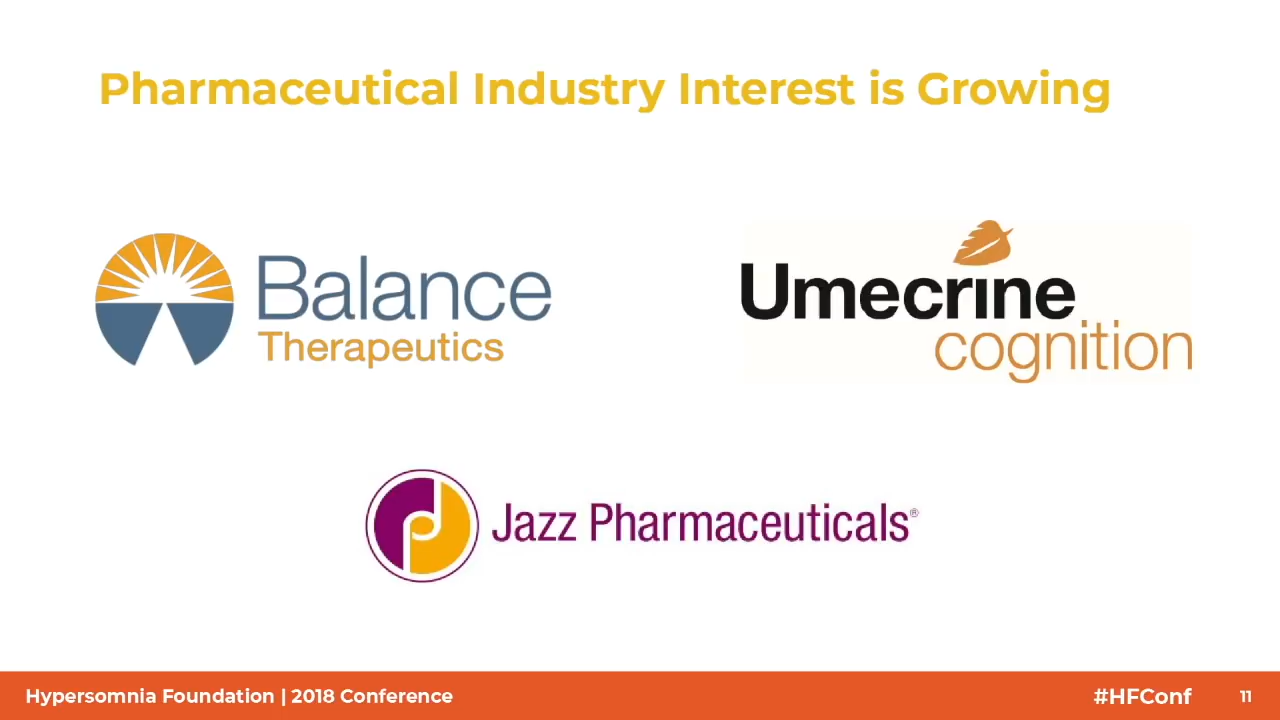 Pharmaceutical Industry Interest is Growing
Balance
Therapeutics
Umecrine
cognition
Jazz Pharmaceuticals®
Hypersomnia Foundation | 2018 Conference
#HFConf
11